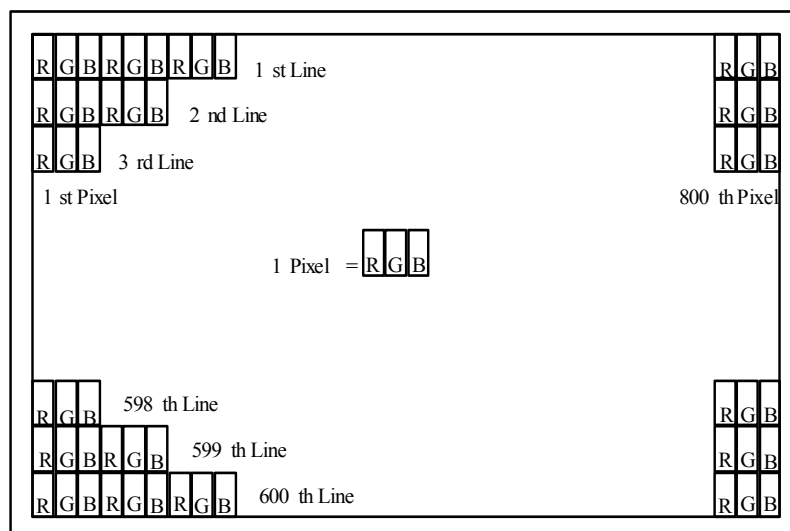 R G B R G B R G B 1 st Line R G B
R G B R G B 2 nd Line R G B
R G B 3 rd Line R G B
1 st Pixel 800 th Pixel
1 Pixel = R G B
R G B 598 th Line R G B
R G B R G B 599 th Line R G B
R G B R G B R G B 600 th Line R G B